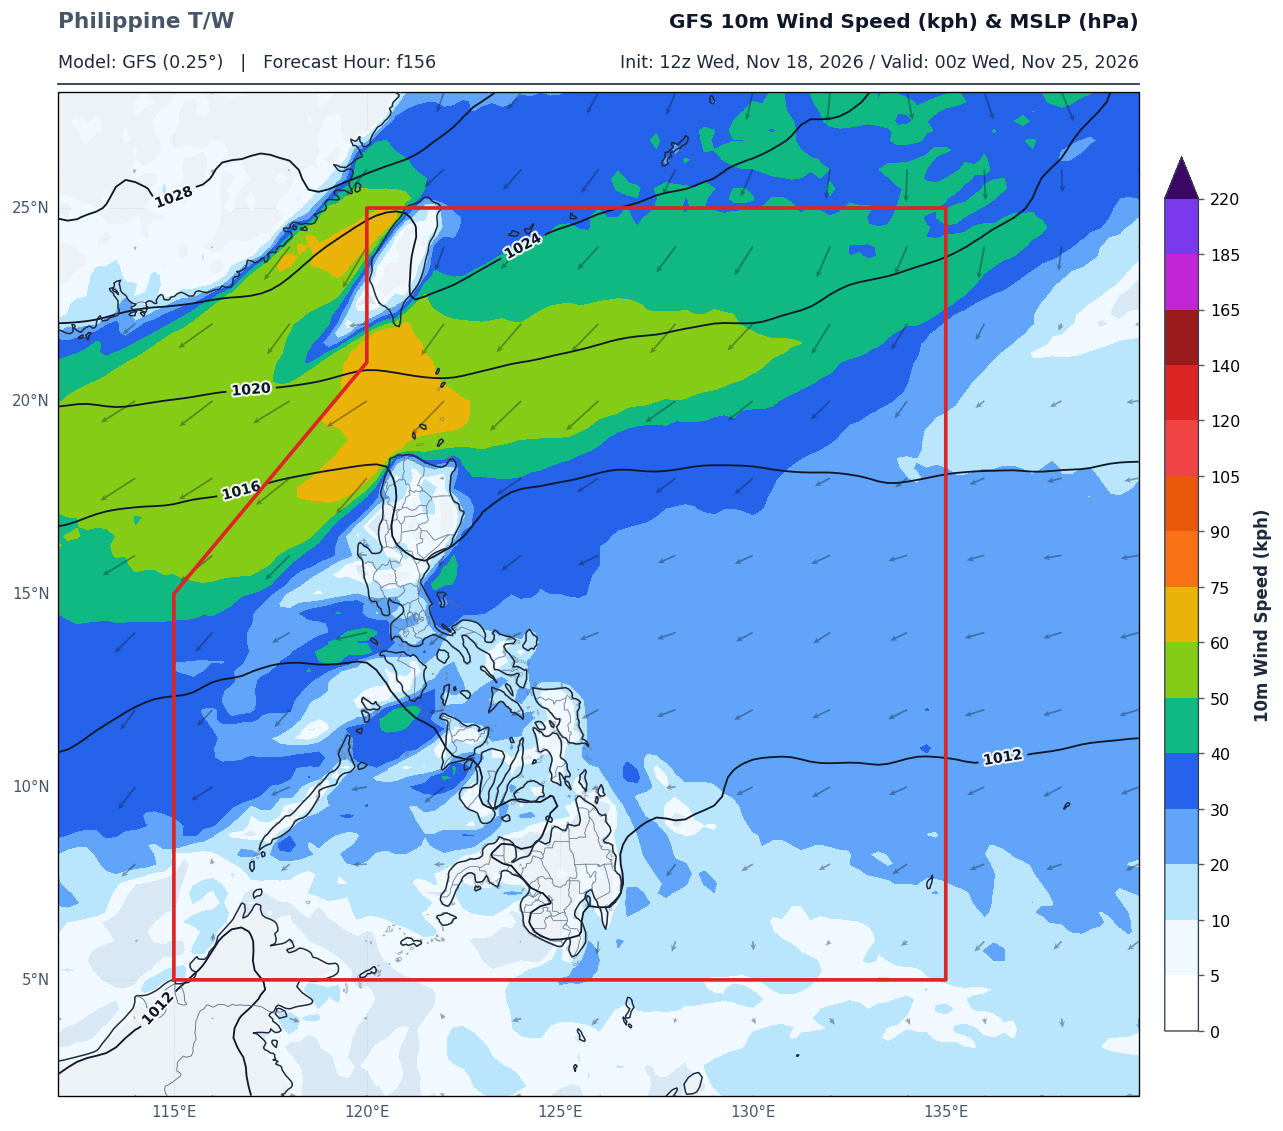 Philippine T/W
GFS 10m Wind Speed (kph) & MSLP (hPa)
Model: GFS (0.25°)   |   Forecast Hour: f156
Init: 12z Wed, Nov 18, 2026 / Valid: 00z Wed, Nov 25, 2026
1028
1024
1020
1016
1012
1012
25°N
20°N
15°N
10°N
5°N
115°E
120°E
125°E
130°E
135°E
220
185
165
140
120
105
90
75
60
50
40
30
20
10
5
0
10m Wind Speed (kph)